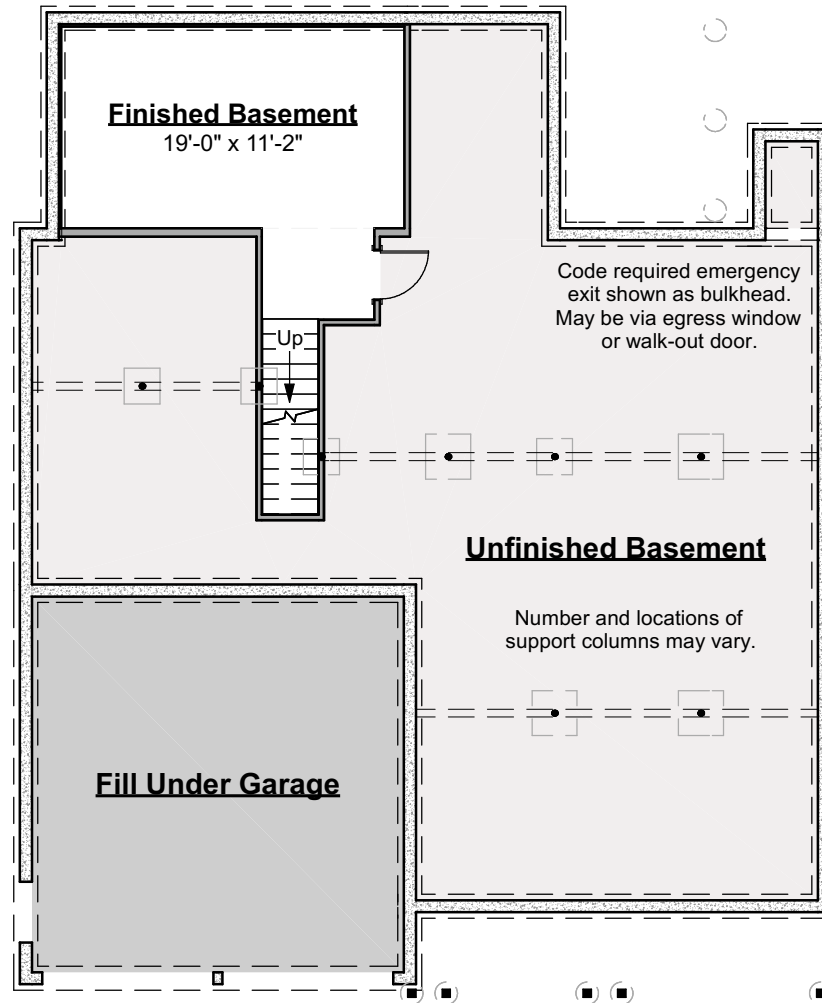 Finished Basement
19'-0" x 11'-2"
Code required emergency
exit shown as bulkhead.
May be via egress window
or walk-out door.
Up
Unfinished Basement
Number and locations of
support columns may vary.
Fill Under Garage